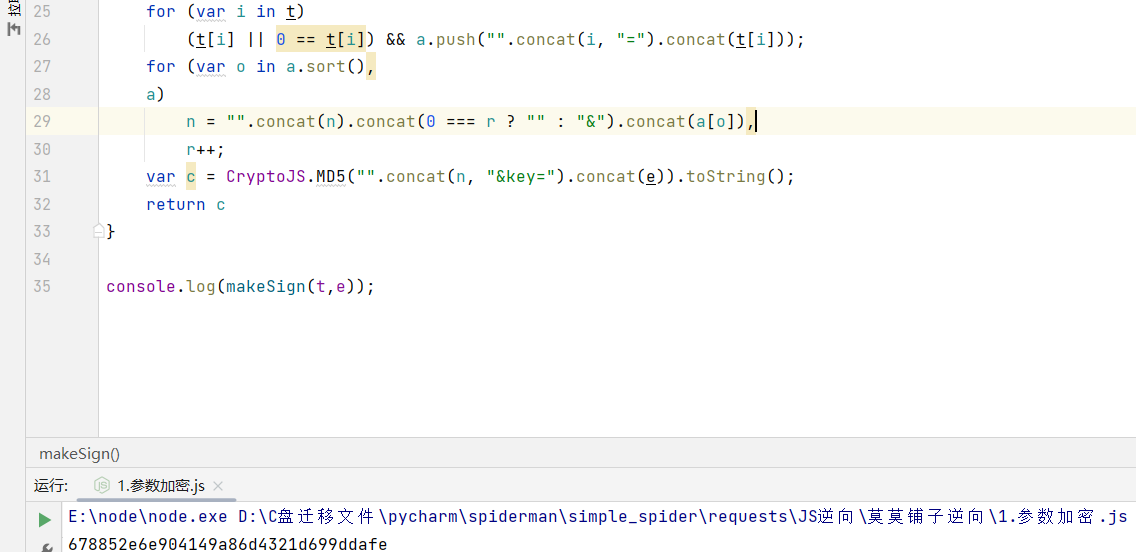 控
25 for (var i in t)
26 (t[i] || 0 == t[i]) && a.push("".concat(i, "=").concat(t[i]));
27 for (var o in a.sort(),
28 a)
29 n = "".concat(n).concat(0 === r ? "" : "&").concat(a[o]),
30 r++;
31 var c = CryptoJS.MD5("".concat(n, "&key=").concat(e)).toString();
32 return c
33 }
34
35 console.log(makeSign(t,e));
makeSign()
运行: JS 1.参数加密.js ×
E:\node\node.exe D:\C盘迁移文件\pycharm\spiderman\simple_spider\requests\JS逆向\莫莫铺子逆向\1.参数加密.js
678852e6e904149a86d4321d699ddafe